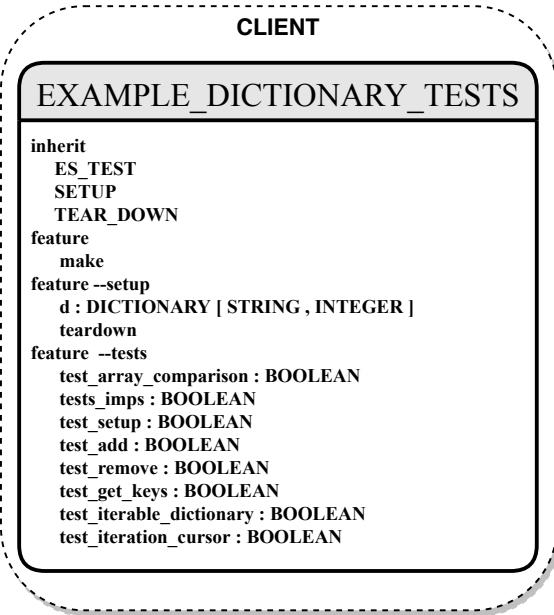 CLIENT
EXAMPLE_DICTIONARY_TESTS
inherit
ES_TEST
SETUP
TEAR_DOWN
feature
make
feature --setup
d : DICTIONARY [ STRING , INTEGER ]
teardown
feature --tests
test_array_comparison : BOOLEAN
tests_imps : BOOLEAN
test_setup : BOOLEAN
test_add : BOOLEAN
test_remove : BOOLEAN
test_get_keys : BOOLEAN
test_iterable_dictionary : BOOLEAN
test_iteration_cursor : BOOLEAN